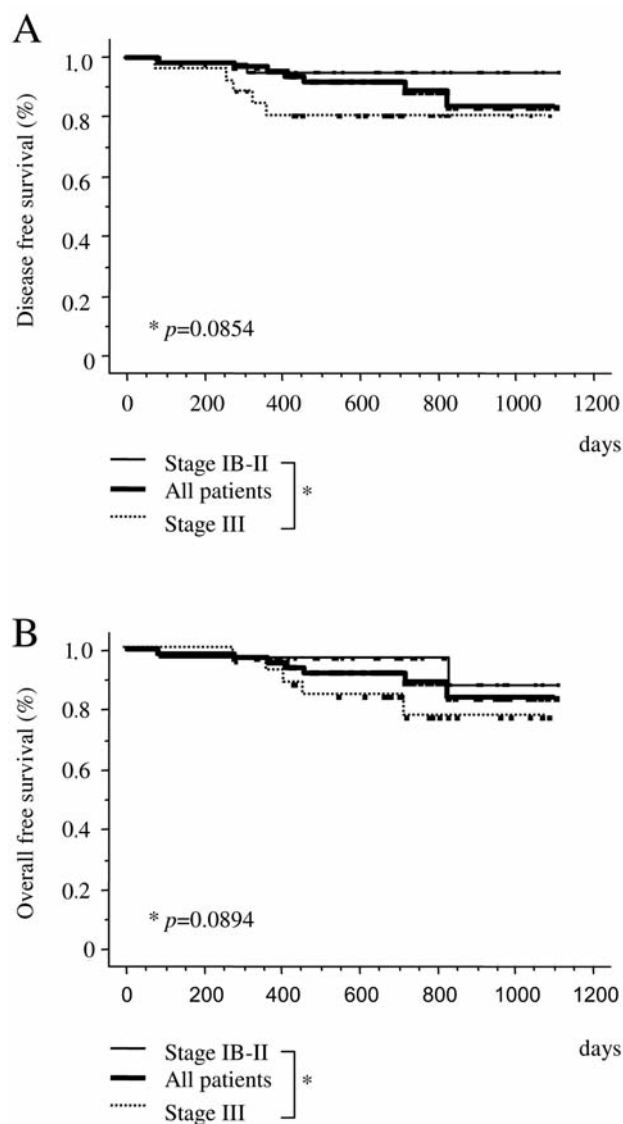 A
Disease free survival (%)
1.0
0.8
0.6
0.4
0.2
0
* p=0.0854
0 200 400 600 800 1000 1200
days
Stage IB-II
All patients
Stage III
*
B
Overall free survival (%)
1.0
0.8
0.6
0.4
0.2
0
* p=0.0894
0 200 400 600 800 1000 1200
days
Stage IB-II
All patients
Stage III
*